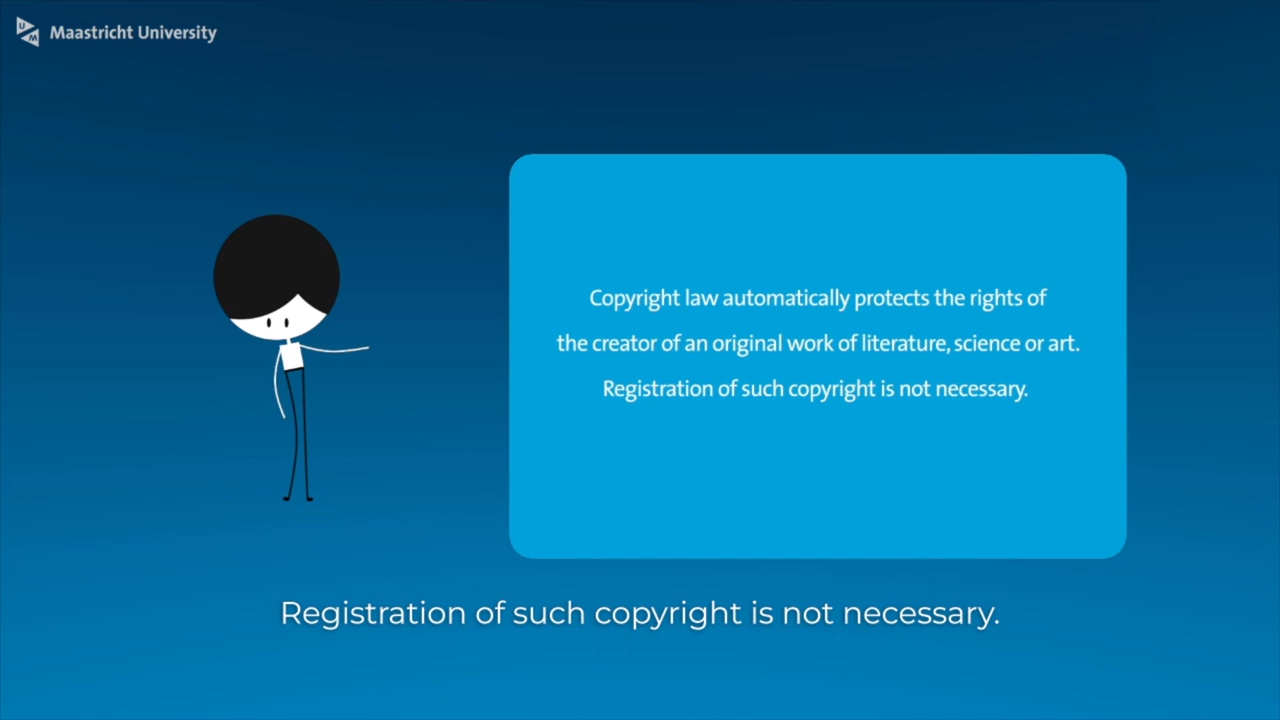 UM Maastricht University
Copyright law automatically protects the rights of
the creator of an original work of literature, science or art.
Registration of such copyright is not necessary.
Registration of such copyright is not necessary.